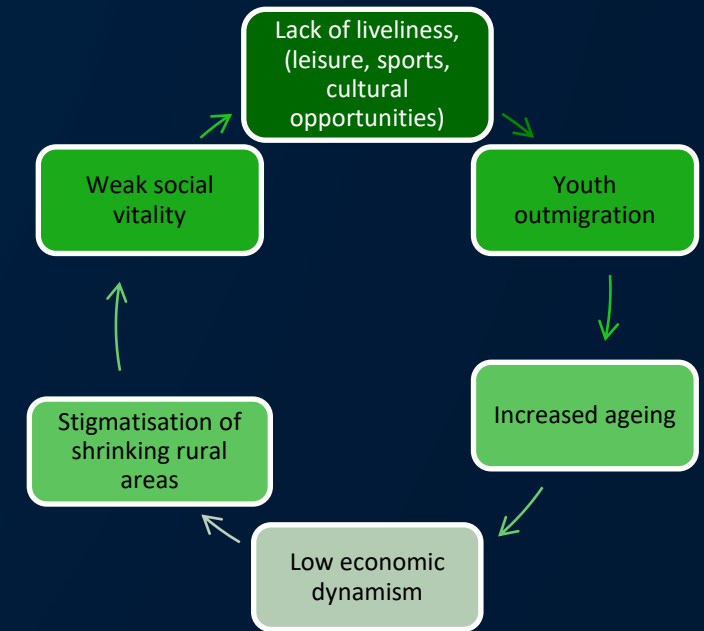 Lack of liveliness,
(leisure, sports,
cultural
opportunities)
Youth
outmigration
Increased ageing
Low economic
dynamism
Stigmatisation of
shrinking rural
areas
Weak social
vitality